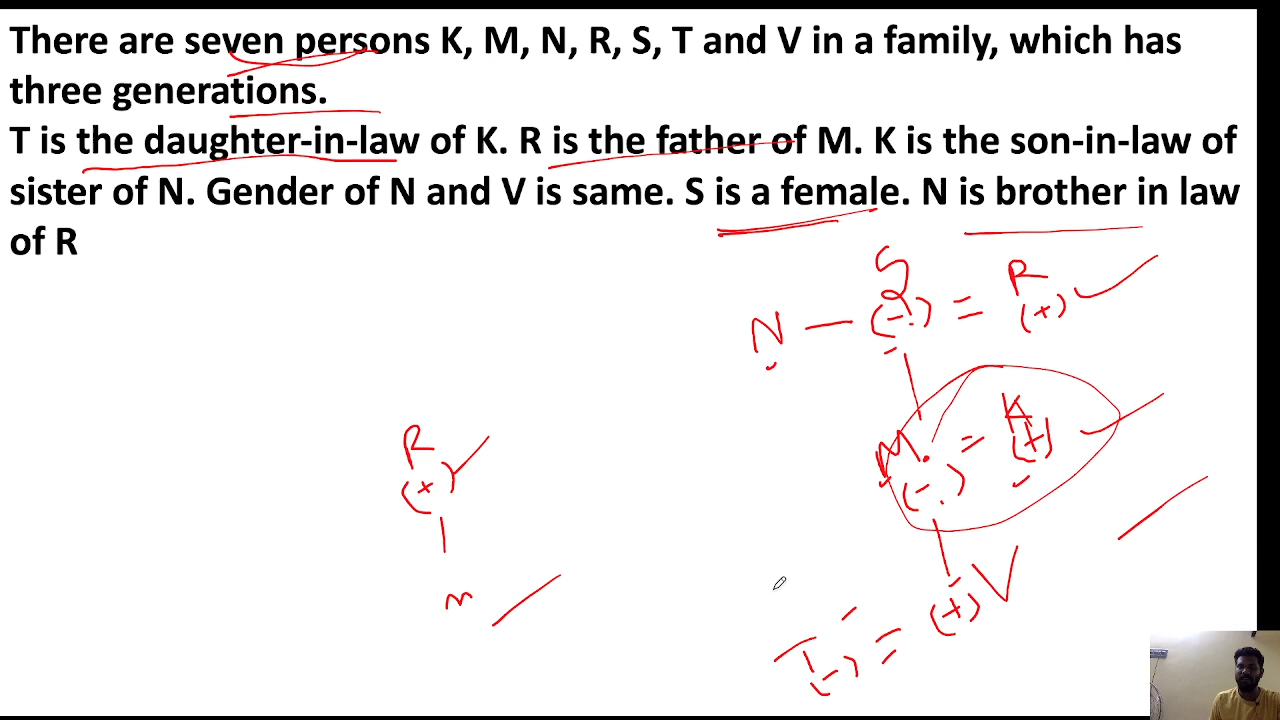 There are seven persons K, M, N, R, S, T and V in a family, which has
three generations.
T is the daughter-in-law of K. R is the father of M. K is the son-in-law of
sister of N. Gender of N and V is same. S is a female. N is brother in law
of R
S R
N — (-) = (+)
R M = K
(+) (-) (+)
m V
T = (+)
(-)